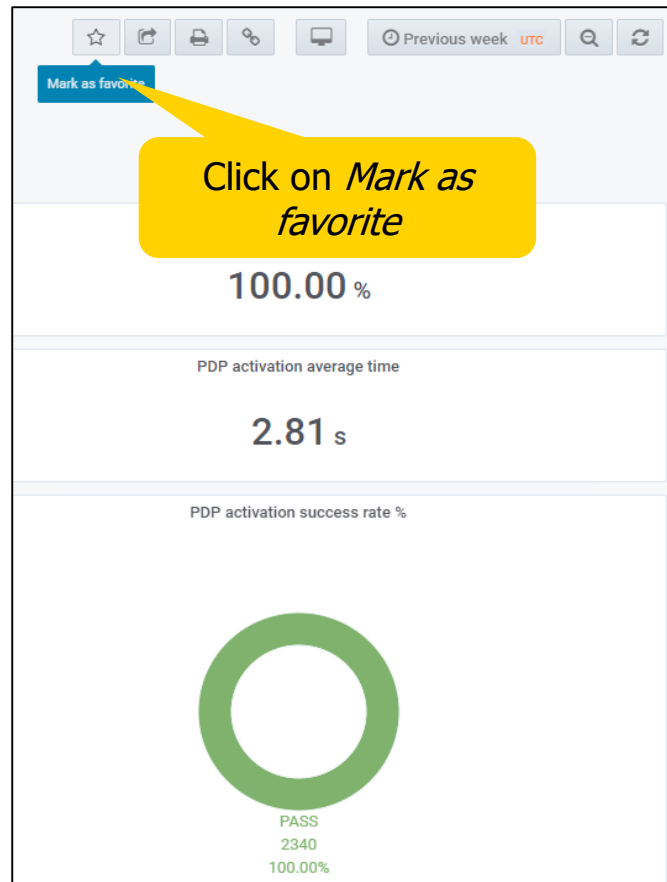 Previous week UTC
Mark as favorite
Click on Mark as
favorite
100.00 %
PDP activation average time
2.81 s
PDP activation success rate %
PASS
2340
100.00%